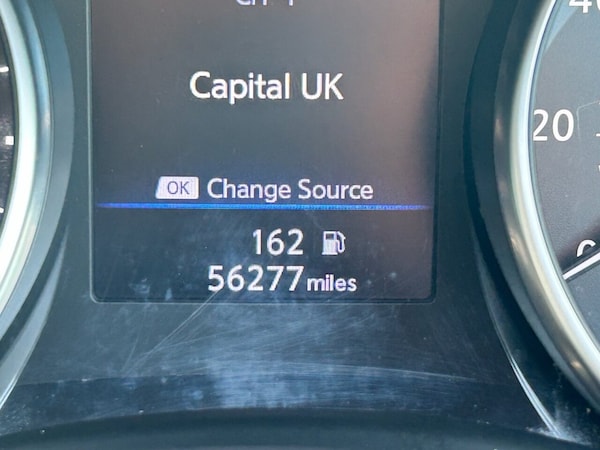 Capital UK
OK Change Source
162
56277 miles
20